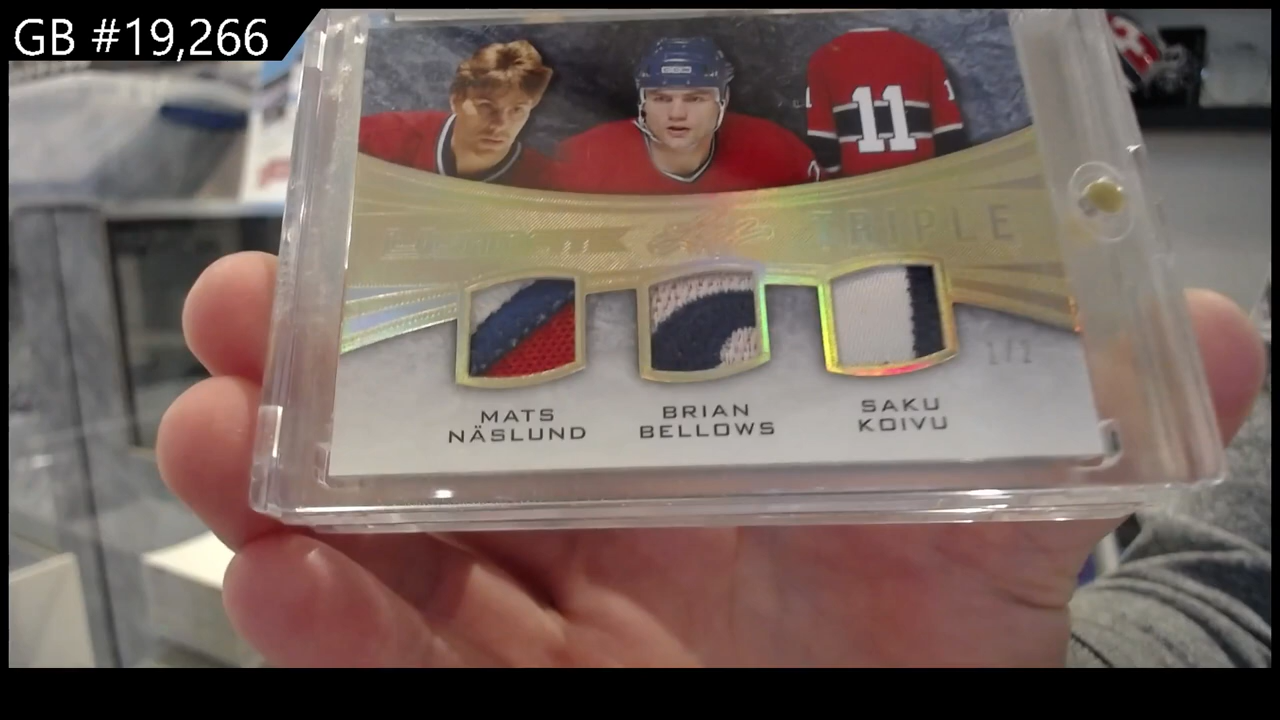 GB #19,266
11
TRIPLE
MATS
NÄSLUND
BRIAN
BELLOWS
SAKU
KOIVU